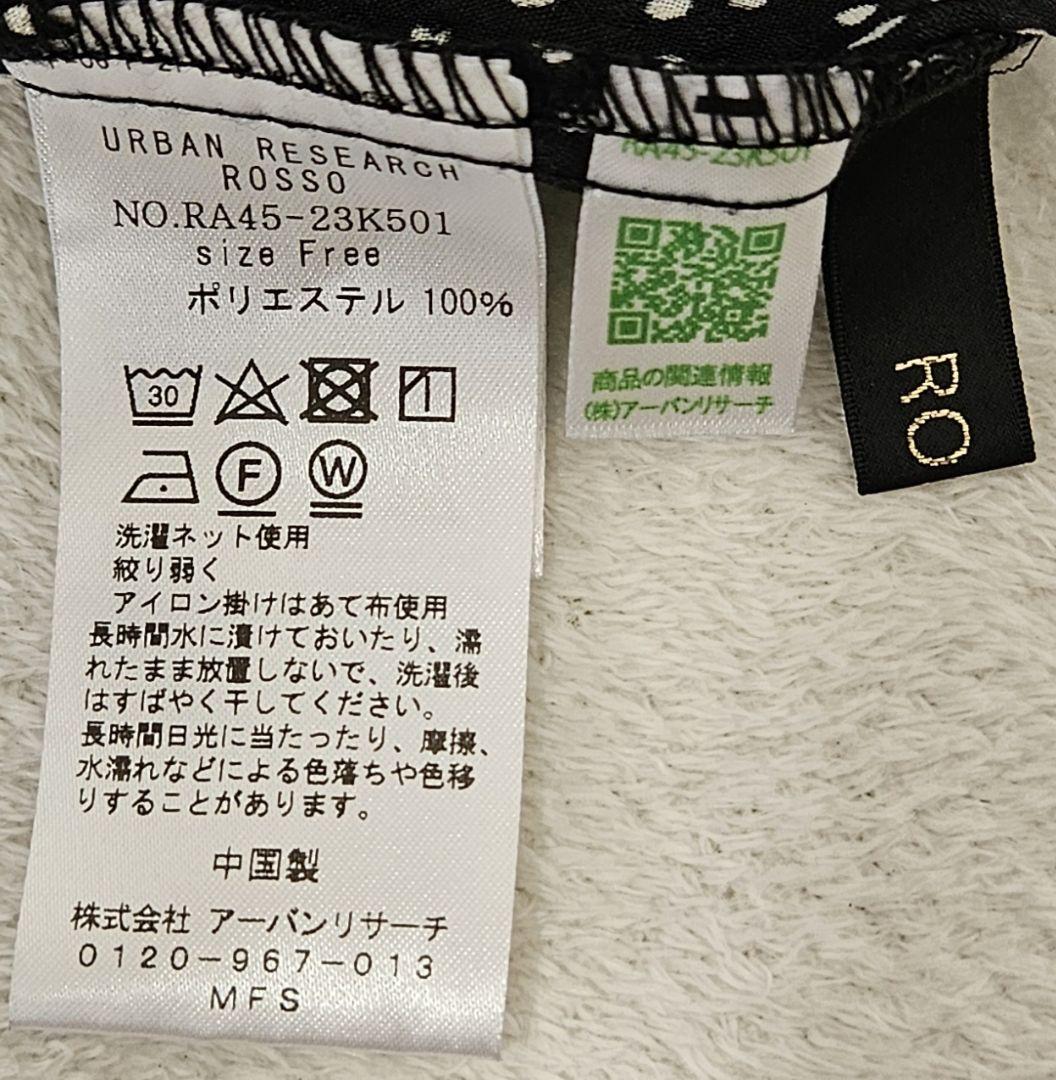 URBAN RESEARCH
ROSSO
NO.RA45-23K501
size Free
ポリエステル 100%
30
F
W
洗濯ネット使用
絞り弱く
アイロン掛けはあて布使用
長時間水に漬けておいたり、濡
れたまま放置しないで、洗濯後
はすばやく干してください。
長時間日光に当たったり、摩擦、
水濡れなどによる色落ちや色移
りすることがあります。
中国製
株式会社 アーバンリサーチ
0120-967-013
MFS
RA45-23K501
商品の関連情報
(株)アーバンリサーチ
RO